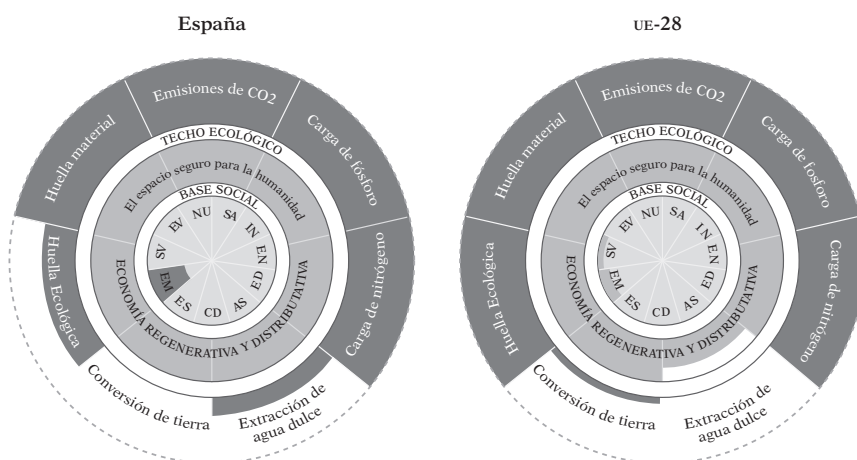 España
Emisiones de CO2
Carga de fósforo
Carga de nitrógeno
Extracción de
agua dulce
Conversión de tierra
Huella Ecológica
Huella material
TECHO ECOLÓGICO
El espacio seguro para la humanidad
BASE SOCIAL
ECONOMÍA REGENERATIVA Y DISTRIBUTIVA
NU
SA
IN
EN
ED
AS
CD
ES
EM
SV
EV
UE-28
Emisiones de CO2
Carga de fosforo
Carga de nitrógeno
Extracción de
agua dulce
Conversión de tierra
Huella Ecológica
Huella material
TECHO ECOLÓGICO
El espacio seguro para la humanidad
BASE SOCIAL
ECONOMÍA REGENERATIVA Y DISTRIBUTIVA
NU
SA
IN
EN
ED
AS
CD
ES
EM
SV
EV